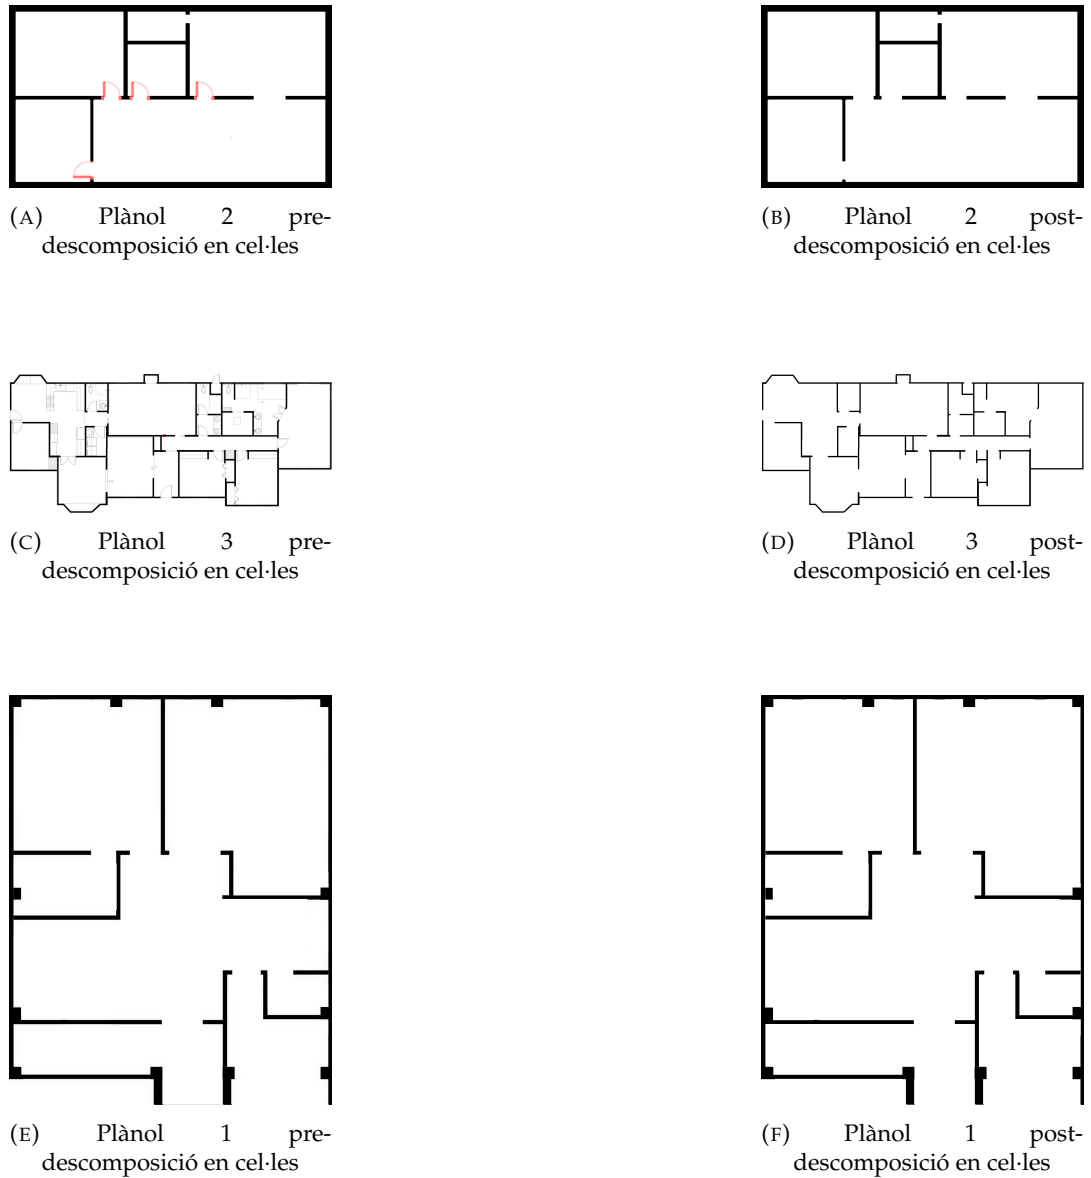 (A) Plànol 2 pre-
descomposició en cel·les
(B) Plànol 2 post-
descomposició en cel·les
(C) Plànol 3 pre-
descomposició en cel·les
(D) Plànol 3 post-
descomposició en cel·les
(E) Plànol 1 pre-
descomposició en cel·les
(F) Plànol 1 post-
descomposició en cel·les